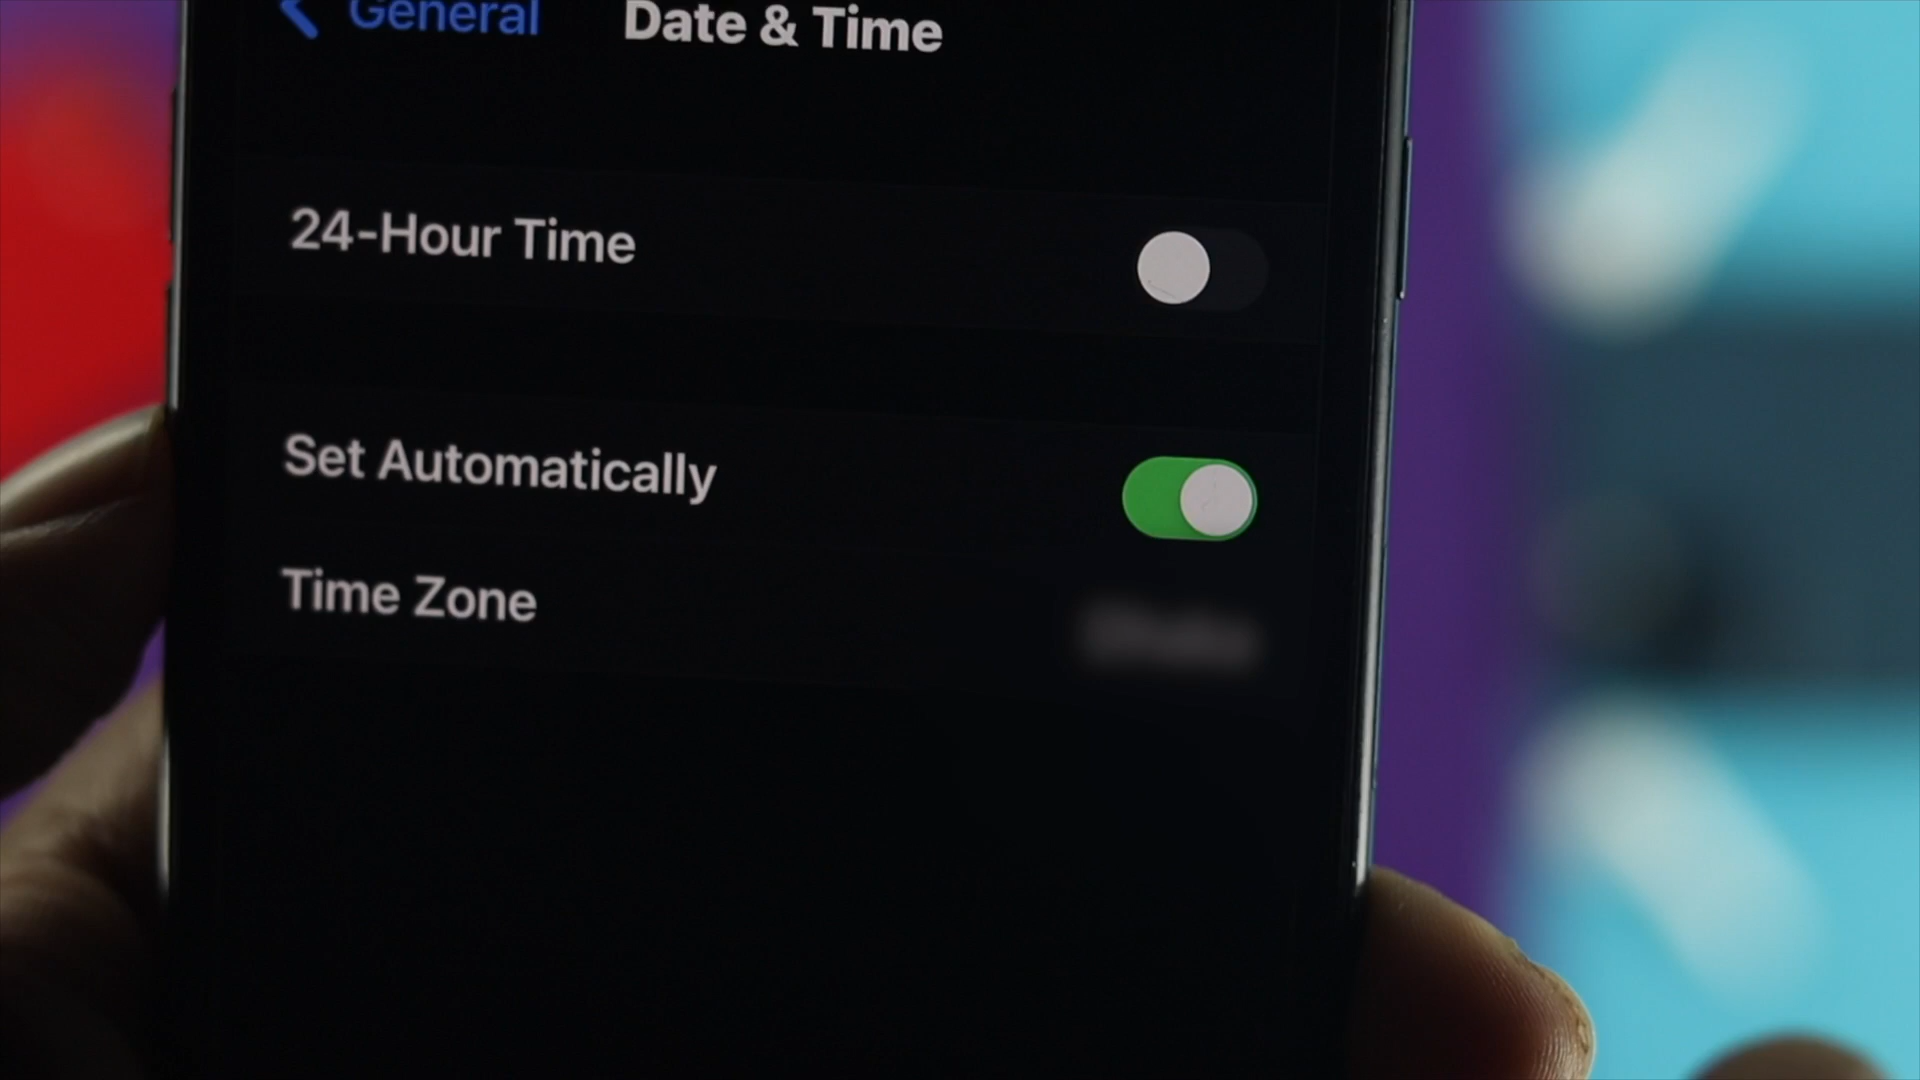 General
Date & Time
24-Hour Time
Set Automatically
Time Zone